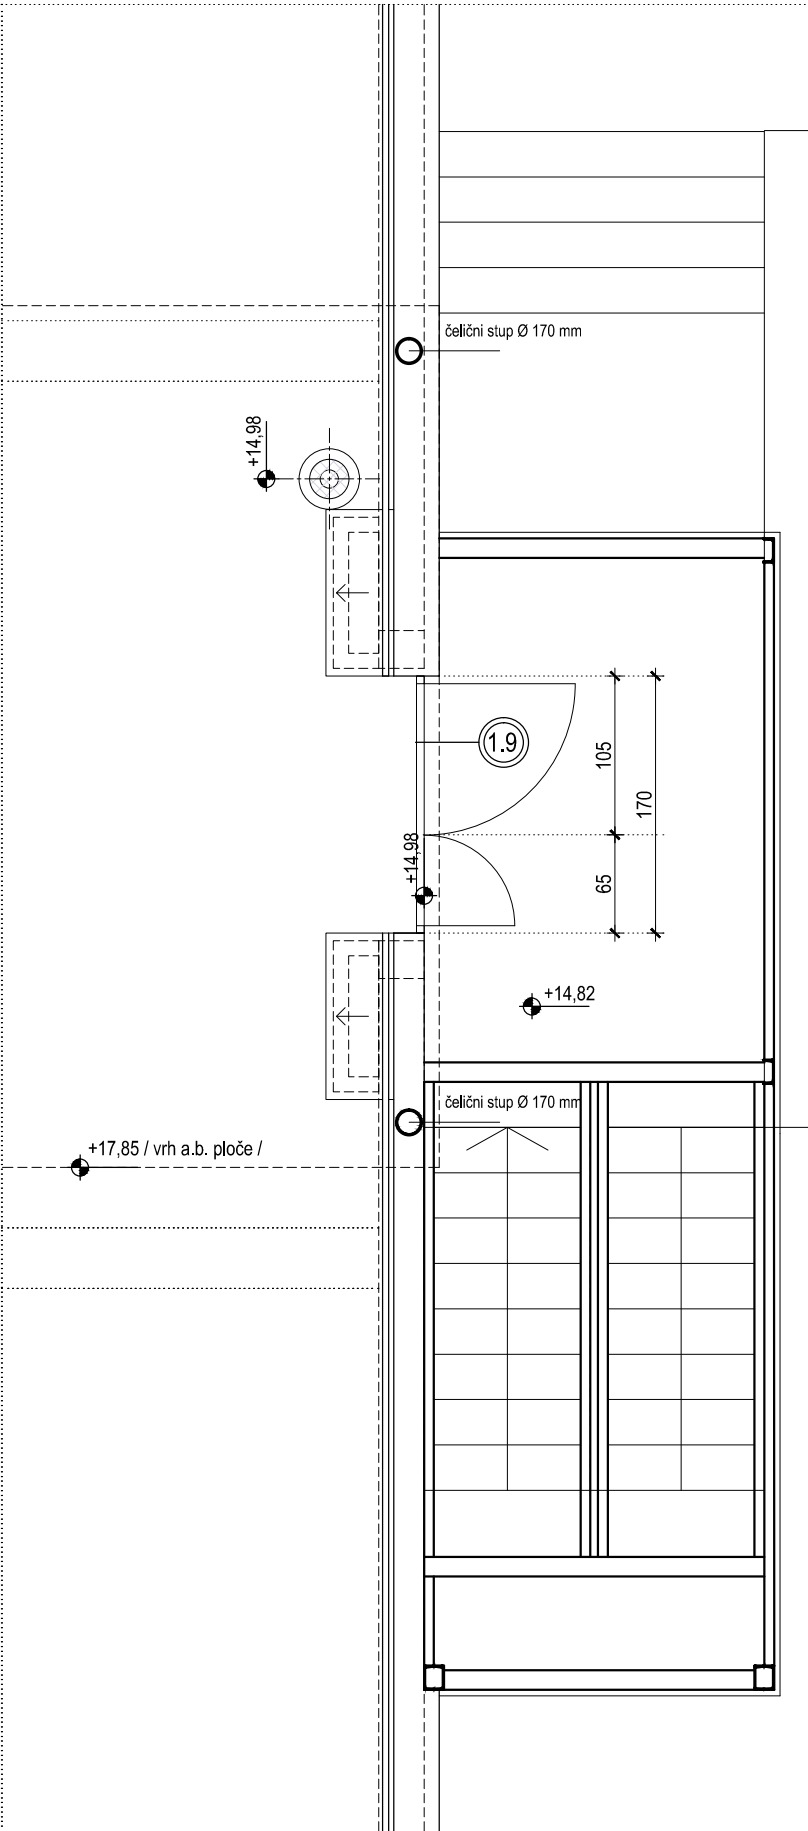 čelični stup Ø 170 mm
+14,98
1.9
105
170
+14,98
65
+14,82
čelični stup Ø 170 mm
+17,85 / vrh a.b. ploče /